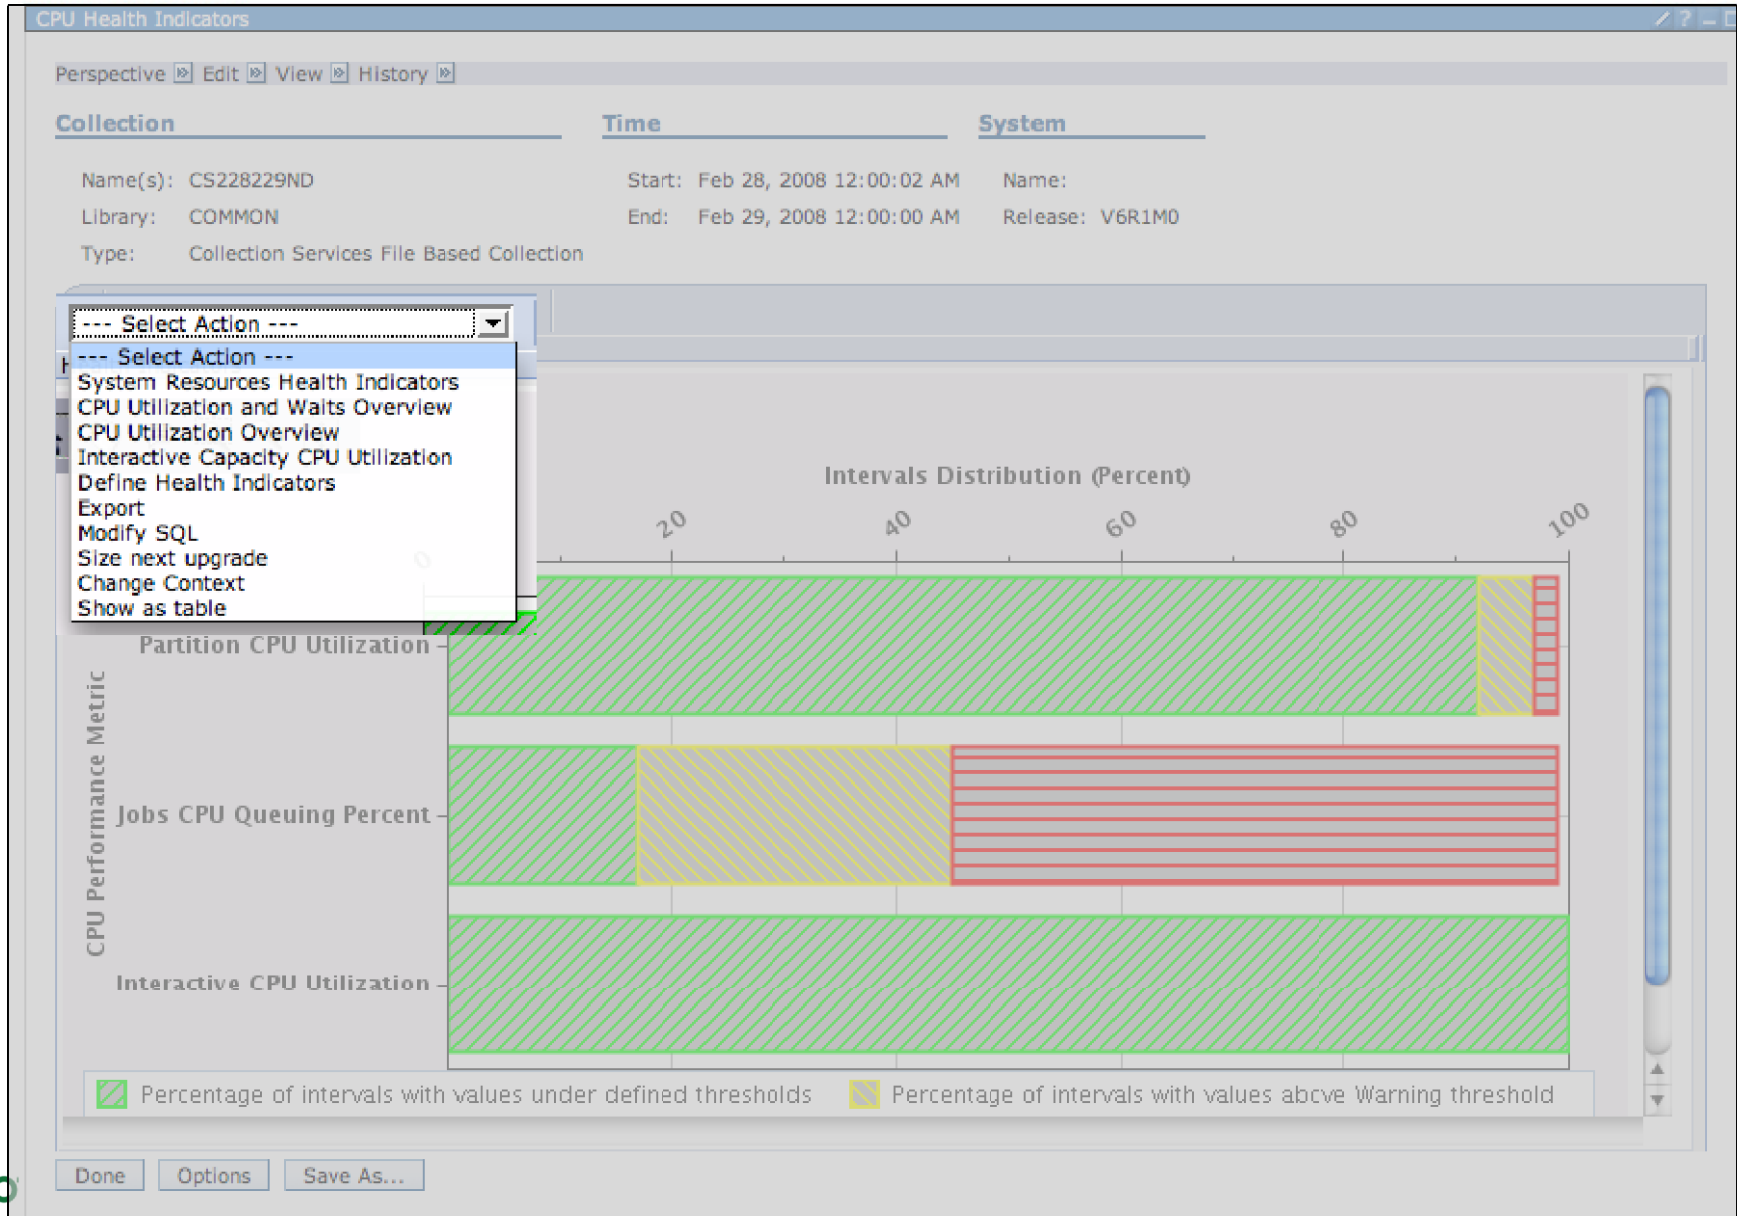 CPU Health Indicators
Perspective Edit View History
Collection Time System
Name(s): CS228229ND Start: Feb 28, 2008 12:00:02 AM Name:
Library: COMMON End: Feb 29, 2008 12:00:00 AM Release: V6R1M0
Type: Collection Services File Based Collection
--- Select Action ---
--- Select Action ---
System Resources Health Indicators
CPU Utilization and Waits Overview
CPU Utilization Overview
Interactive Capacity CPU Utilization
Define Health Indicators
Export
Modify SQL
Size next upgrade
Change Context
Show as table
Intervals Distribution (Percent)
0 20 40 60 80 100
CPU Performance Metric
Partition CPU Utilization
Jobs CPU Queuing Percent
Interactive CPU Utilization
Percentage of intervals with values under defined thresholds Percentage of intervals with values above Warning threshold
Done Options Save As...